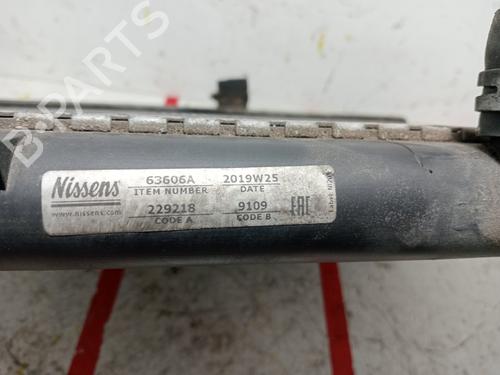 B-PARTS
Nissens
www.nissens.com
63606A
ITEM NUMBER
2019W25
DATE
229218
CODE A
9109
CODE B
EAC